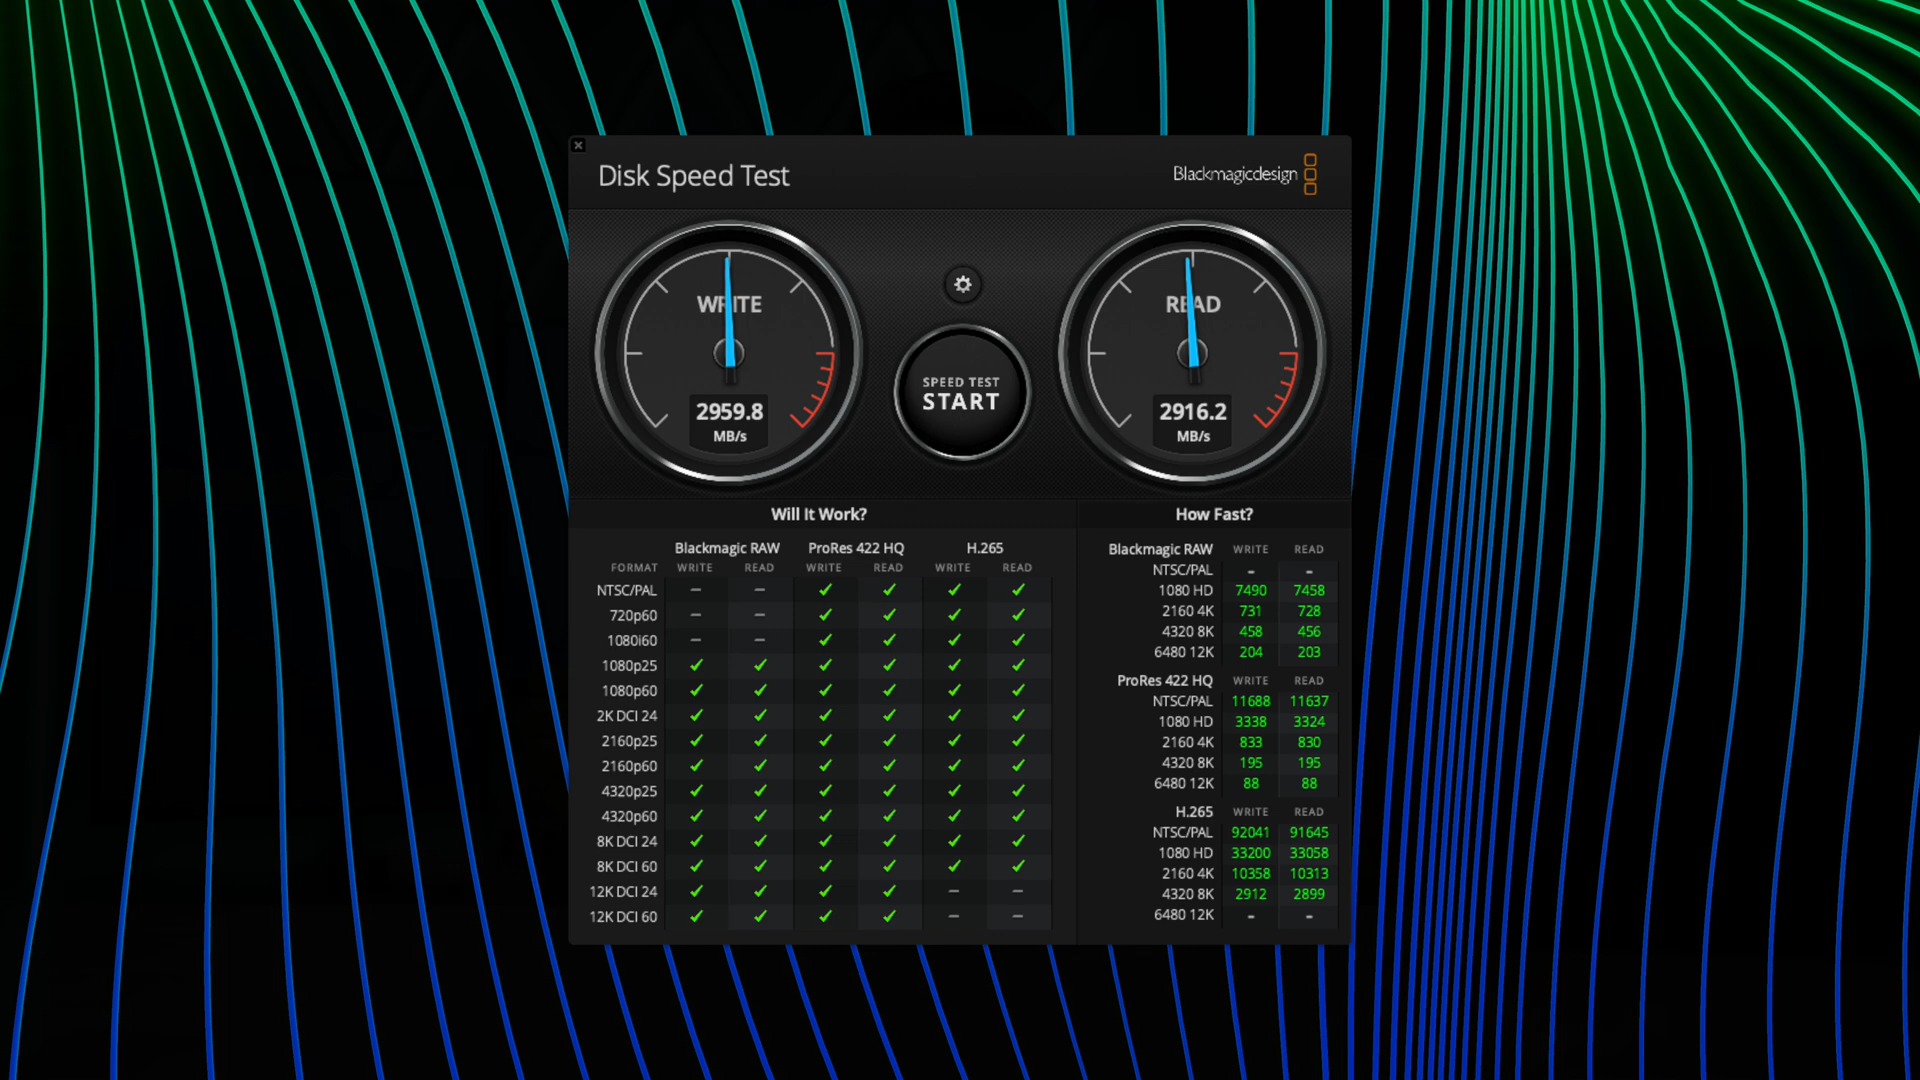 Disk Speed Test
Blackmagicdesign
WRITE
2959.8
MB/s
SPEED TEST
START
READ
2916.2
MB/s
Will It Work?
Blackmagic RAW ProRes 422 HQ H.265
FORMAT WRITE READ WRITE READ WRITE READ
NTSC/PAL – – ✓ ✓ ✓ ✓
720p60 – – ✓ ✓ ✓ ✓
1080i60 – – ✓ ✓ ✓ ✓
1080p25 ✓ ✓ ✓ ✓ ✓ ✓
1080p60 ✓ ✓ ✓ ✓ ✓ ✓
2K DCI 24 ✓ ✓ ✓ ✓ ✓ ✓
2160p25 ✓ ✓ ✓ ✓ ✓ ✓
2160p60 ✓ ✓ ✓ ✓ ✓ ✓
4320p25 ✓ ✓ ✓ ✓ ✓ ✓
4320p60 ✓ ✓ ✓ ✓ ✓ ✓
8K DCI 24 ✓ ✓ ✓ ✓ ✓ ✓
8K DCI 60 ✓ ✓ ✓ ✓ ✓ ✓
12K DCI 24 ✓ ✓ ✓ ✓ – –
12K DCI 60 ✓ ✓ ✓ ✓ – –
How Fast?
Blackmagic RAW WRITE READ
NTSC/PAL - -
1080 HD 7490 7458
2160 4K 731 728
4320 8K 458 456
6480 12K 204 203
ProRes 422 HQ WRITE READ
NTSC/PAL 11688 11637
1080 HD 3338 3324
2160 4K 833 830
4320 8K 195 195
6480 12K 88 88
H.265 WRITE READ
NTSC/PAL 92041 91645
1080 HD 33200 33058
2160 4K 10358 10313
4320 8K 2912 2899
6480 12K - -